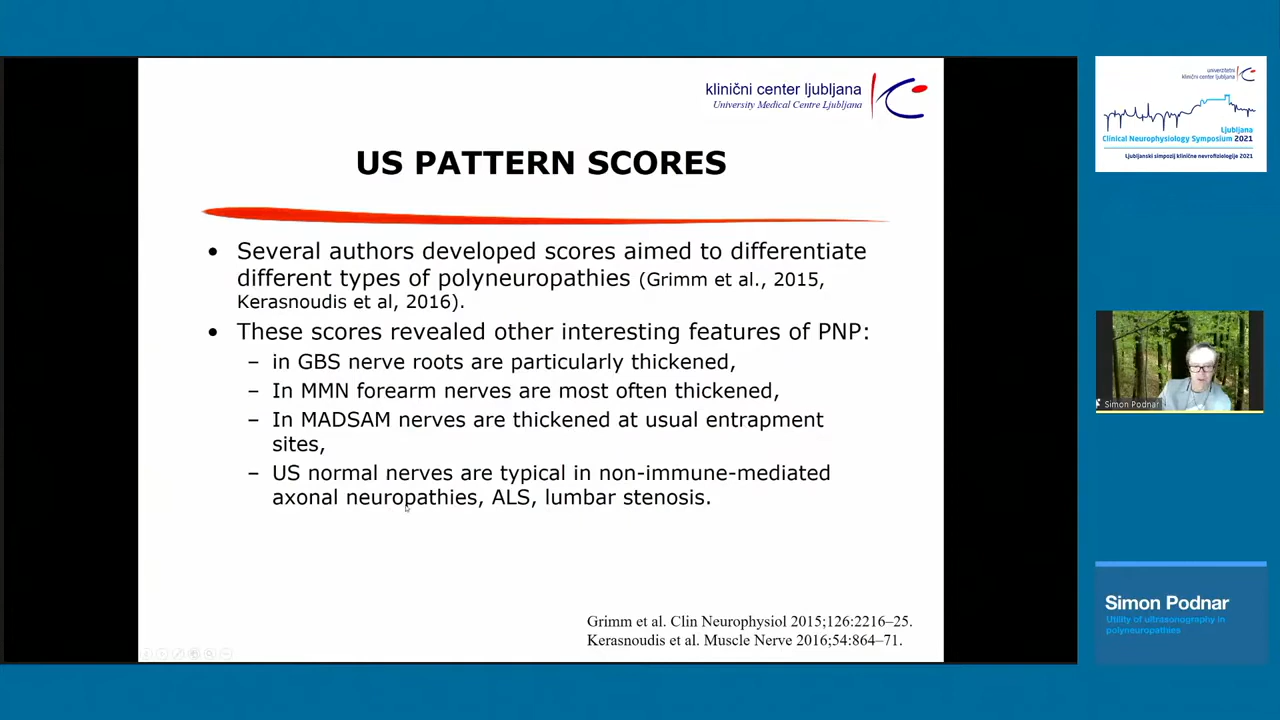 klinični center ljubljana
University Medical Centre Ljubljana
US PATTERN SCORES
• Several authors developed scores aimed to differentiate
different types of polyneuropathies (Grimm et al., 2015,
Kerasnoudis et al, 2016).
• These scores revealed other interesting features of PNP:
– in GBS nerve roots are particularly thickened,
– In MMN forearm nerves are most often thickened,
– In MADSAM nerves are thickened at usual entrapment
sites,
– US normal nerves are typical in non-immune-mediated
axonal neuropathies, ALS, lumbar stenosis.
Grimm et al. Clin Neurophysiol 2015;126:2216–25.
Kerasnoudis et al. Muscle Nerve 2016;54:864–71.
univerzitetni
klinični center ljubljana
Ljubljana
Clinical Neurophysiology Symposium 2021
Ljubljanski simpozij klinične nevrofiziologije 2021
Simon Podnar
Simon Podnar
Utility of ultrasonography in
polyneuropathies